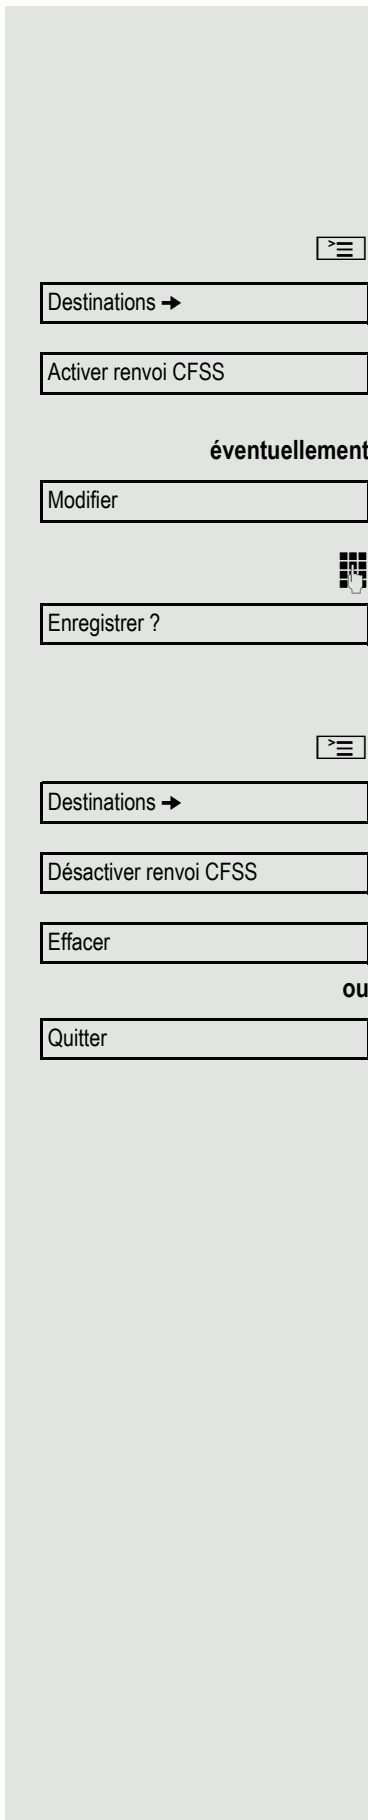 Destinations ➜
Activer renvoi CFSS
éventuellement
Modifier
Enregistrer ?
Destinations ➜
Désactiver renvoi CFSS
Effacer
ou
Quitter